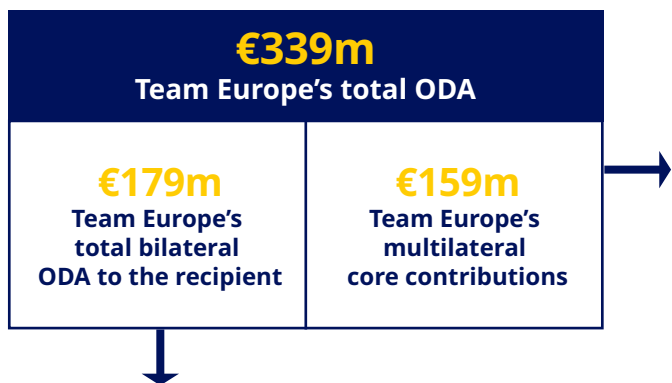 €339m
Team Europe’s total ODA
€179m
Team Europe’s
total bilateral
ODA to the recipient
€159m
Team Europe’s
multilateral
core contributions